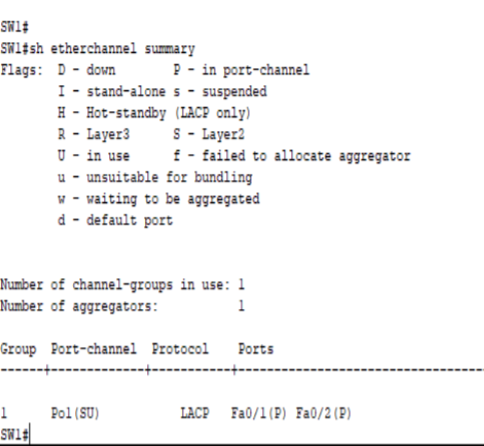 SW1#
SW1#sh etherchannel summary
Flags:  D - down        P - in port-channel
        I - stand-alone s - suspended
        H - Hot-standby (LACP only)
        R - Layer3      S - Layer2
        U - in use      f - failed to allocate aggregator
        u - unsuitable for bundling
        w - waiting to be aggregated
        d - default port
Number of channel-groups in use: 1
Number of aggregators:           1
Group  Port-channel  Protocol    Ports
------+-------------+-----------+----------------------------------
1      Po1(SU)           LACP   Fa0/1(P) Fa0/2(P)
SW1#